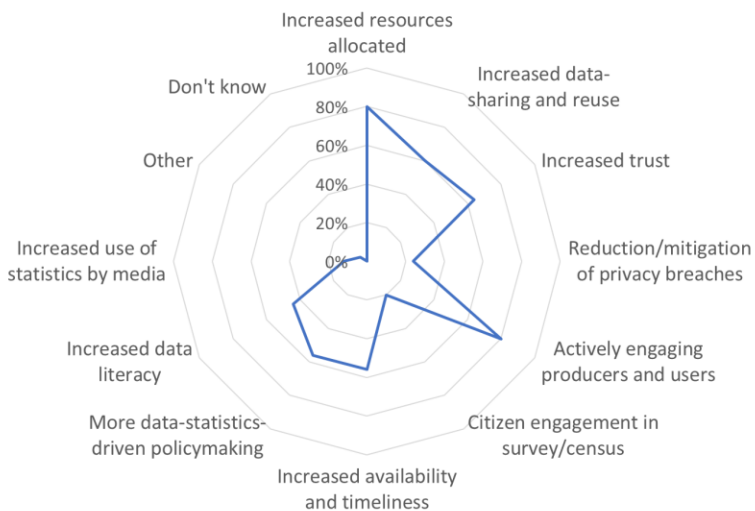 Increased resources
allocated
100%
Increased data-
sharing and reuse
Don't know
80%
60%
Other
Increased trust
40%
20%
Increased use of
statistics by media
0%
Reduction/mitigation
of privacy breaches
Increased data
literacy
Actively engaging
producers and users
More data-statistics-
driven policymaking
Citizen engagement in
survey/census
Increased availability
and timeliness